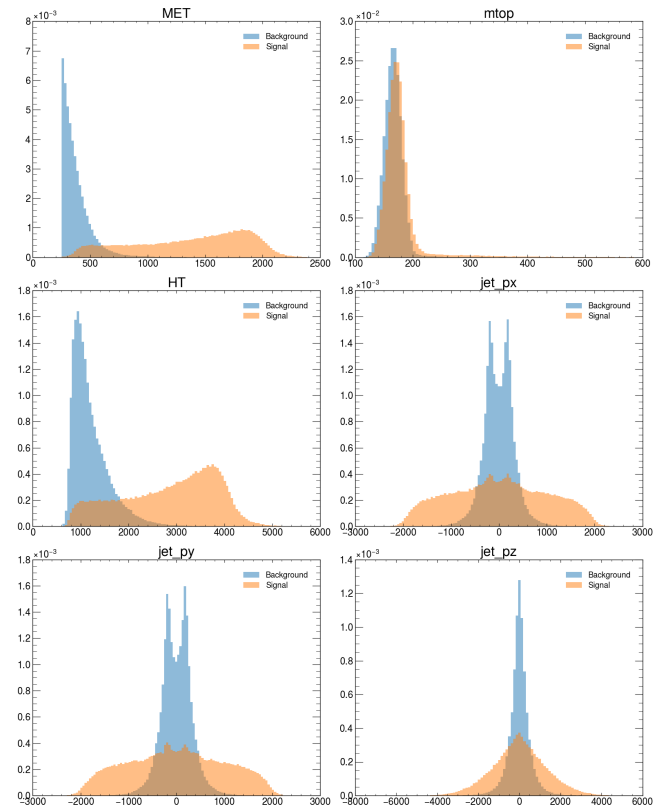 MET
×10⁻³
8
7
6
5
4
3
2
1
0
0 500 1000 1500 2000 2500
Background
Signal
mtop
×10⁻²
3.0
2.5
2.0
1.5
1.0
0.5
0.0
100 200 300 400 500 600
Background
Signal
HT
×10⁻³
1.8
1.6
1.4
1.2
1.0
0.8
0.6
0.4
0.2
0.0
0 1000 2000 3000 4000 5000 6000
Background
Signal
jet_px
×10⁻³
1.8
1.6
1.4
1.2
1.0
0.8
0.6
0.4
0.2
0.0
−3000 −2000 −1000 0 1000 2000 3000
Background
Signal
jet_py
×10⁻³
1.8
1.6
1.4
1.2
1.0
0.8
0.6
0.4
0.2
0.0
−3000 −2000 −1000 0 1000 2000 3000
Background
Signal
jet_pz
×10⁻³
1.4
1.2
1.0
0.8
0.6
0.4
0.2
0.0
−8000 −6000 −4000 −2000 0 2000 4000 6000
Background
Signal